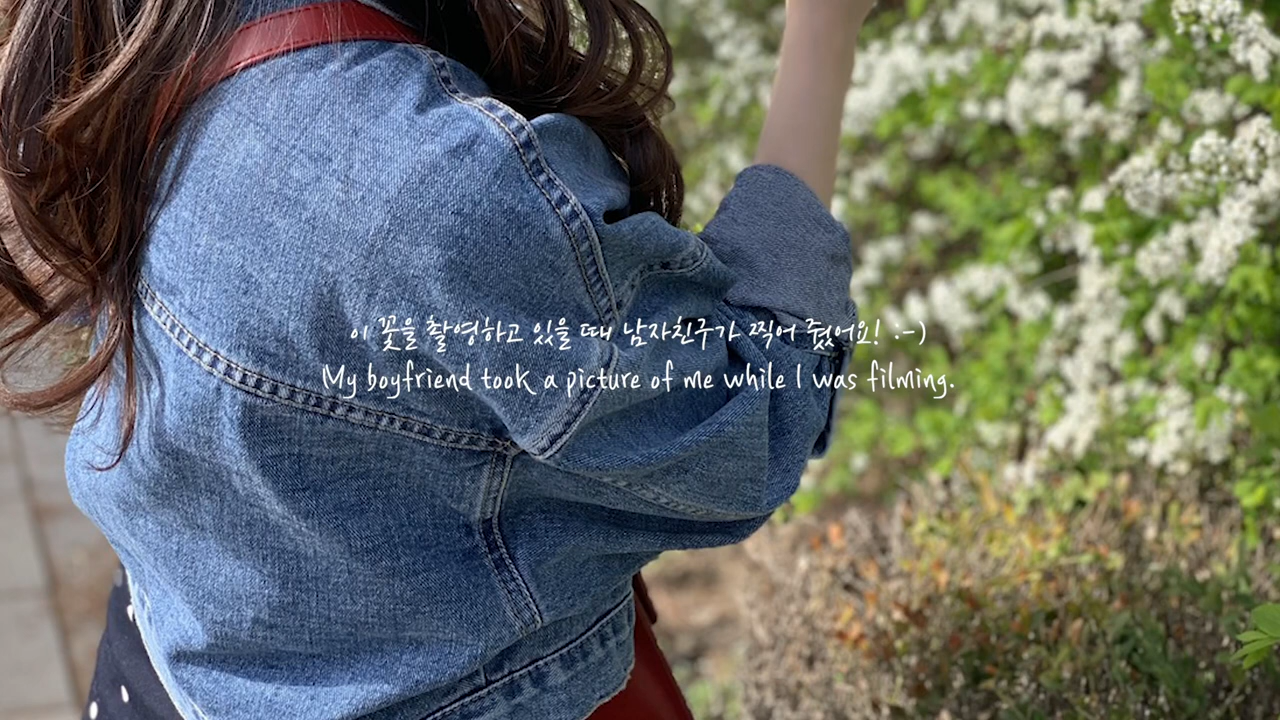 이 꽃을 촬영하고 있을 때 남자친구가 찍어 줬어요! :-)
My boyfriend took a picture of me while I was filming.